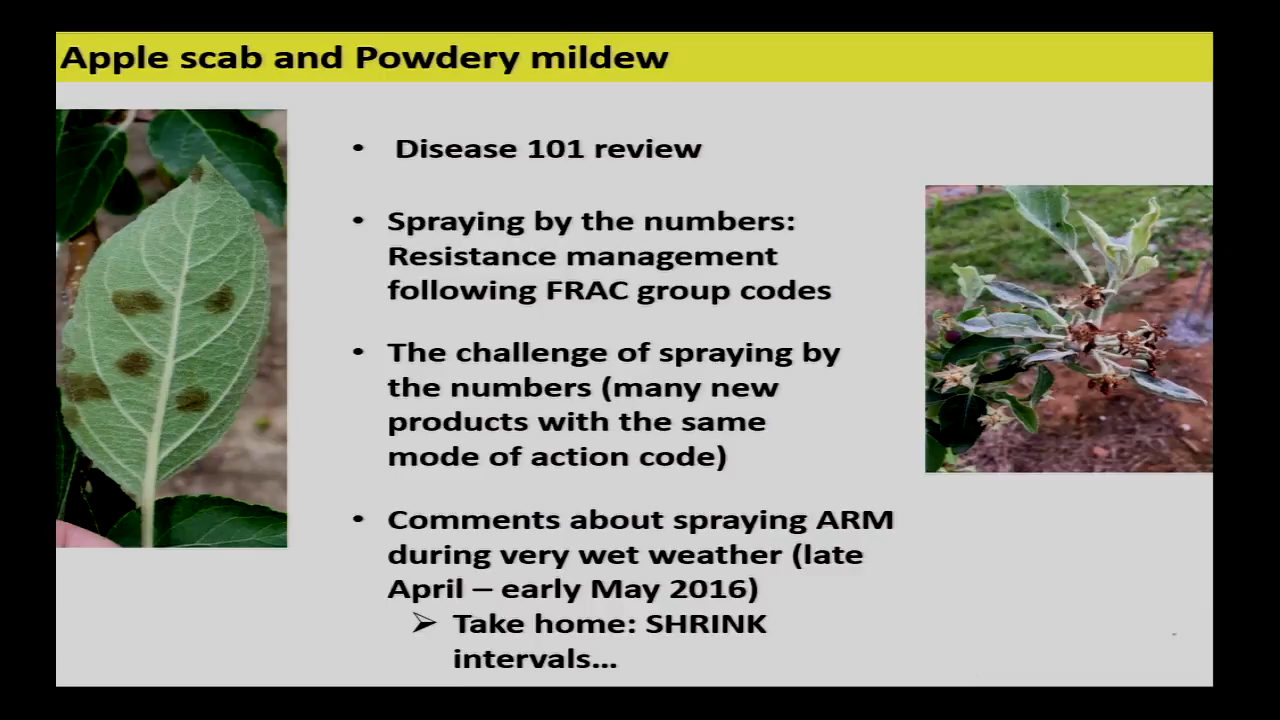 Apple scab and Powdery mildew
• Disease 101 review
• Spraying by the numbers:
Resistance management
following FRAC group codes
• The challenge of spraying by
the numbers (many new
products with the same
mode of action code)
• Comments about spraying ARM
during very wet weather (late
April – early May 2016)
➢ Take home: SHRINK
intervals...